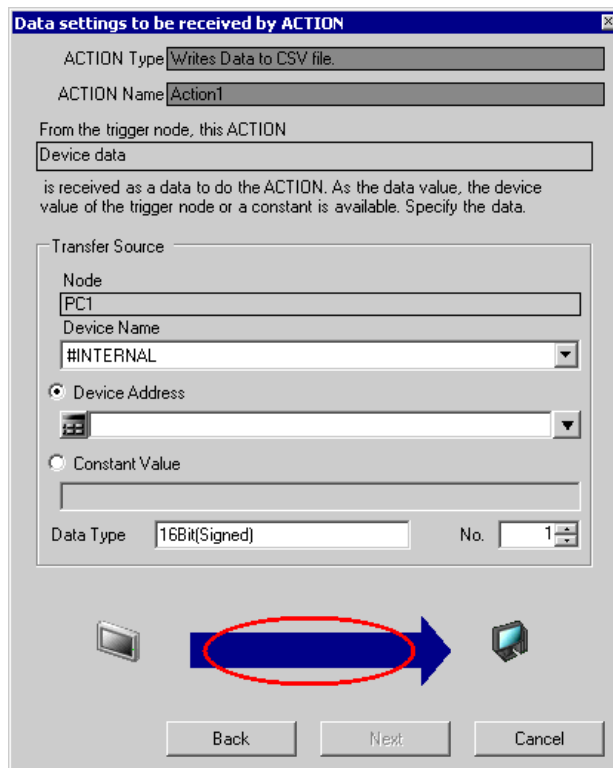 Data settings to be received by ACTION
ACTION Type Writes Data to CSV file.
ACTION Name Action1
From the trigger node, this ACTION
Device data
is received as a data to do the ACTION. As the data value, the device
value of the trigger node or a constant is available. Specify the data.
Transfer Source
Node
PC1
Device Name
#INTERNAL
Device Address
Constant Value
Data Type 16Bit(Signed) No. 1
Back Next Cancel